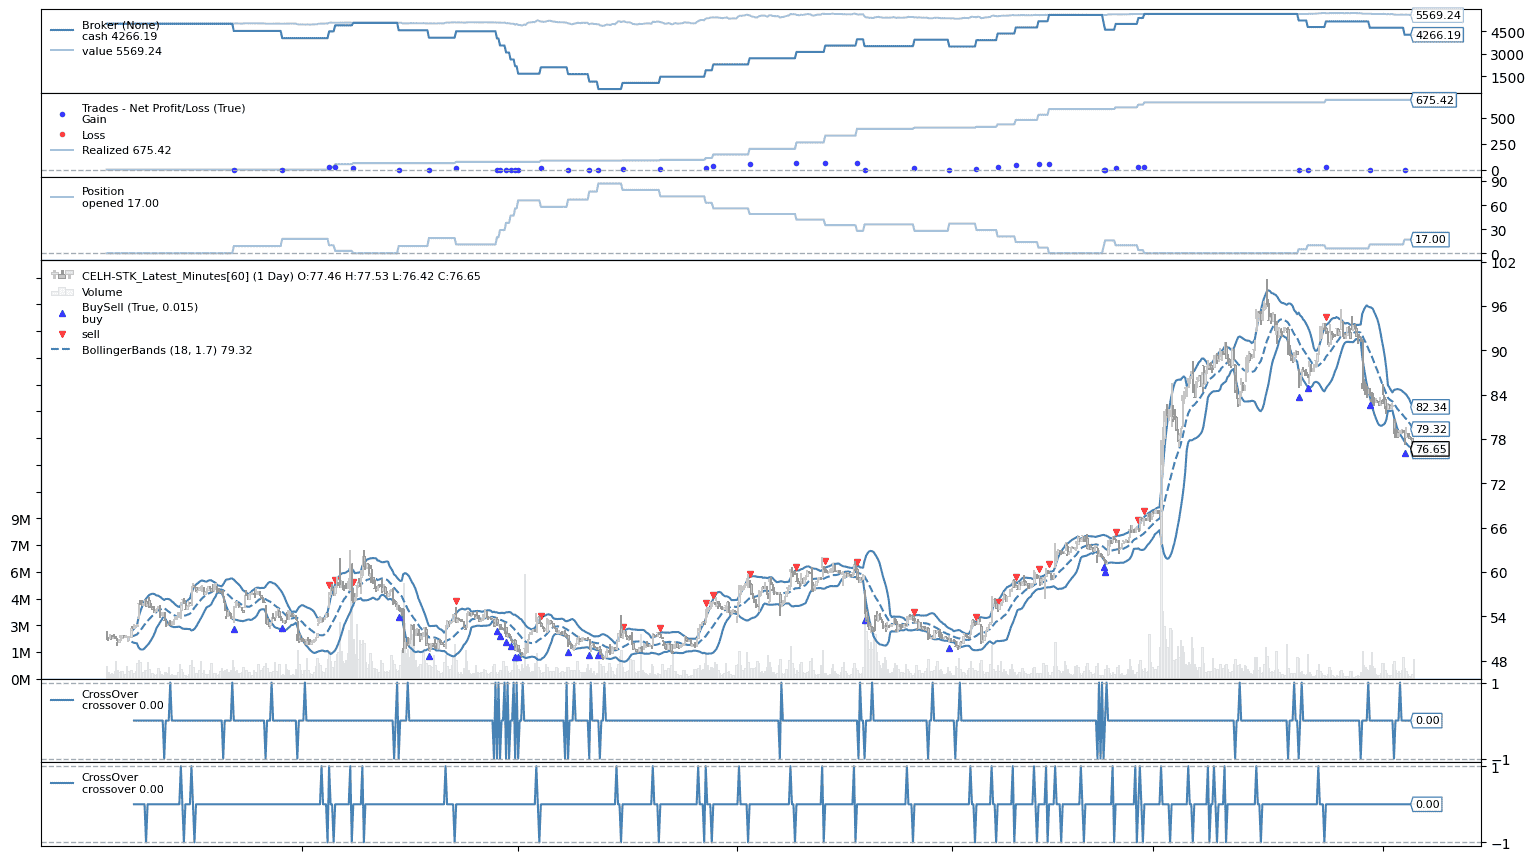 Broker (None)
cash 4266.19
value 5569.24
5569.24
4500
4266.19
3000
1500
Trades - Net Profit/Loss (True)
Gain
Loss
Realized 675.42
675.42
500
250
0
Position
opened 17.00
90
60
30
17.00
0
CELH-STK_Latest_Minutes[60] (1 Day) O:77.46 H:77.53 L:76.42 C:76.65
Volume
BuySell (True, 0.015)
buy
sell
BollingerBands (18, 1.7) 79.32
102
96
90
84
82.34
79.32
78
76.65
72
66
60
54
48
9M
7M
6M
4M
3M
1M
0M
CrossOver
crossover 0.00
1
0.00
−1
CrossOver
crossover 0.00
1
0.00
−1